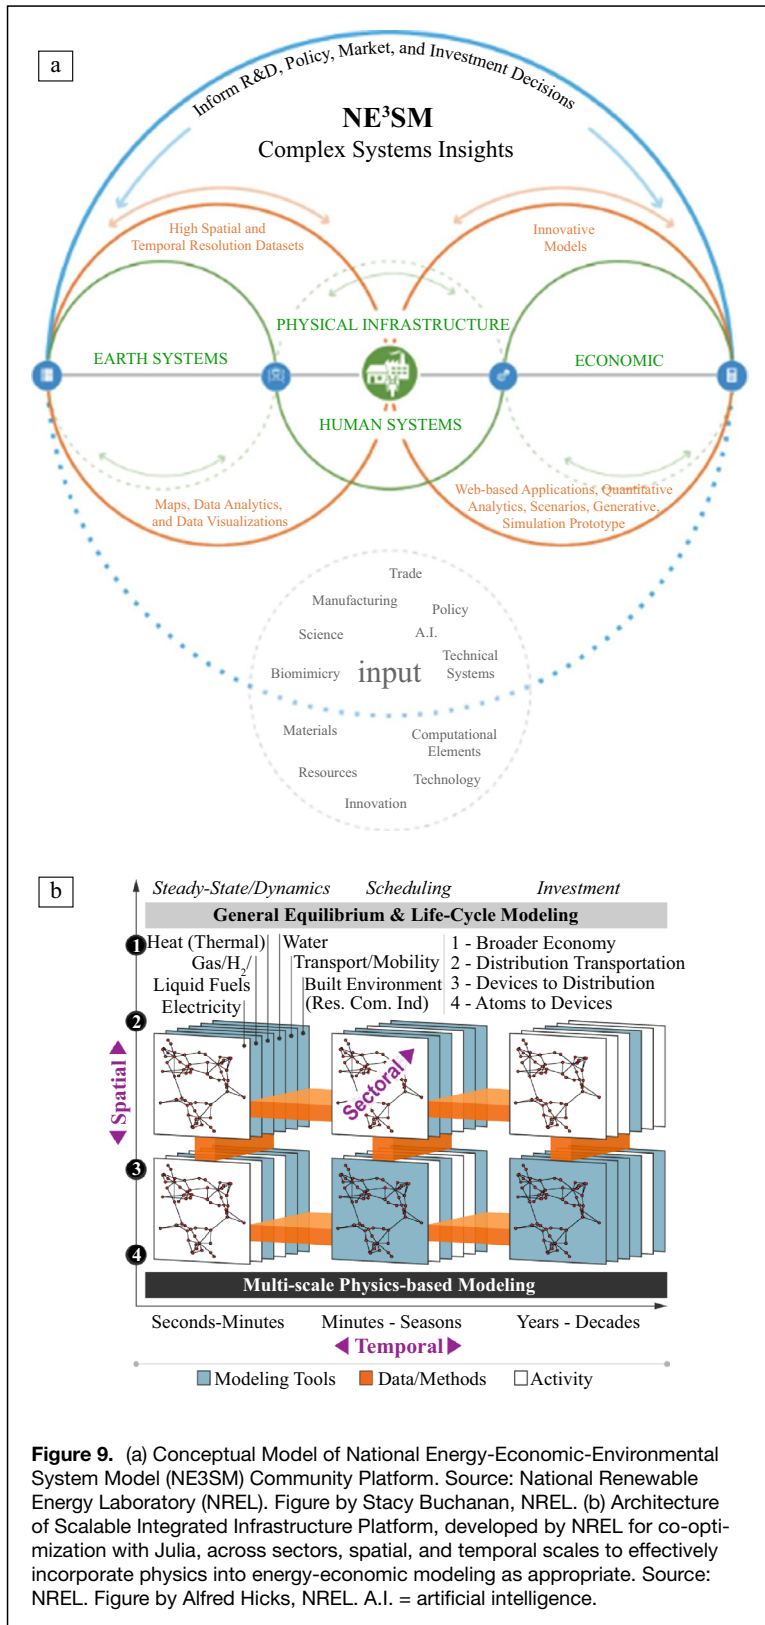 a
Inform R&D, Policy, Market, and Investment Decisions
NE³SM
Complex Systems Insights
High Spatial and
Temporal Resolution Datasets
Innovative
Models
PHYSICAL INFRASTRUCTURE
EARTH SYSTEMS
ECONOMIC
HUMAN SYSTEMS
Maps, Data Analytics,
and Data Visualizations
Web-based Applications, Quantitative
Analytics, Scenarios, Generative,
Simulation Prototype
Trade
Manufacturing
Policy
Science
A.I.
Biomimicry
input
Technical
Systems
Materials
Computational
Elements
Resources
Technology
Innovation
b
Steady-State/Dynamics
Scheduling
Investment
General Equilibrium & Life-Cycle Modeling
1
Heat (Thermal)
Gas/H₂/
Liquid Fuels
Electricity
Water
Transport/Mobility
Built Environment
(Res. Com. Ind)
1 - Broader Economy
2 - Distribution Transportation
3 - Devices to Distribution
4 - Atoms to Devices
2
Spatial
Sectoral
3
4
Multi-scale Physics-based Modeling
Seconds-Minutes
Minutes - Seasons
Years - Decades
Temporal
Modeling Tools
Data/Methods
Activity
Figure 9. (a) Conceptual Model of National Energy-Economic-Environmental
System Model (NE3SM) Community Platform. Source: National Renewable
Energy Laboratory (NREL). Figure by Stacy Buchanan, NREL. (b) Architecture
of Scalable Integrated Infrastructure Platform, developed by NREL for co-opti-
mization with Julia, across sectors, spatial, and temporal scales to effectively
incorporate physics into energy-economic modeling as appropriate. Source:
NREL. Figure by Alfred Hicks, NREL. A.I. = artificial intelligence.